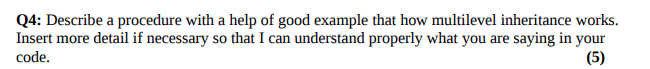 Q4: Describe a procedure with a help of good example that how multilevel inheritance works.
Insert more detail if necessary so that I can understand properly what you are saying in your
code. (5)